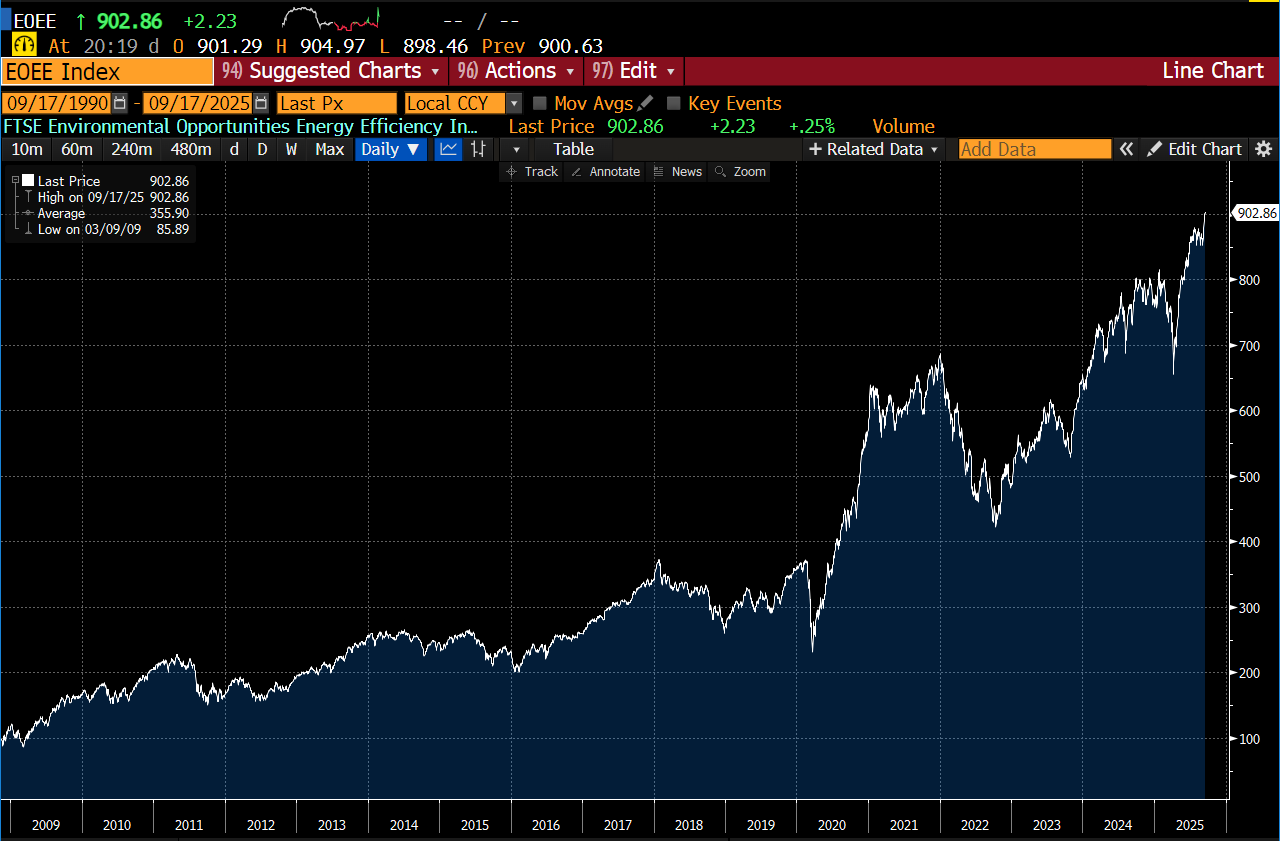 EOEE ↑ 902.86 +2.23 -- / --
At 20:19 d O 901.29 H 904.97 L 898.46 Prev 900.63
EOEE Index 94) Suggested Charts 96) Actions 97) Edit Line Chart
09/17/1990 - 09/17/2025 Last Px Local CCY Mov Avgs Key Events
FTSE Environmental Opportunities Energy Efficiency In... Last Price 902.86 +2.23 +.25% Volume
10m 60m 240m 480m d D W Max Daily ▼ Table + Related Data Add Data « Edit Chart
Track Annotate News Zoom
Last Price 902.86
High on 09/17/25 902.86
Average 355.90
Low on 03/09/09 85.89
902.86
800
700
600
500
400
300
200
100
2009 2010 2011 2012 2013 2014 2015 2016 2017 2018 2019 2020 2021 2022 2023 2024 2025